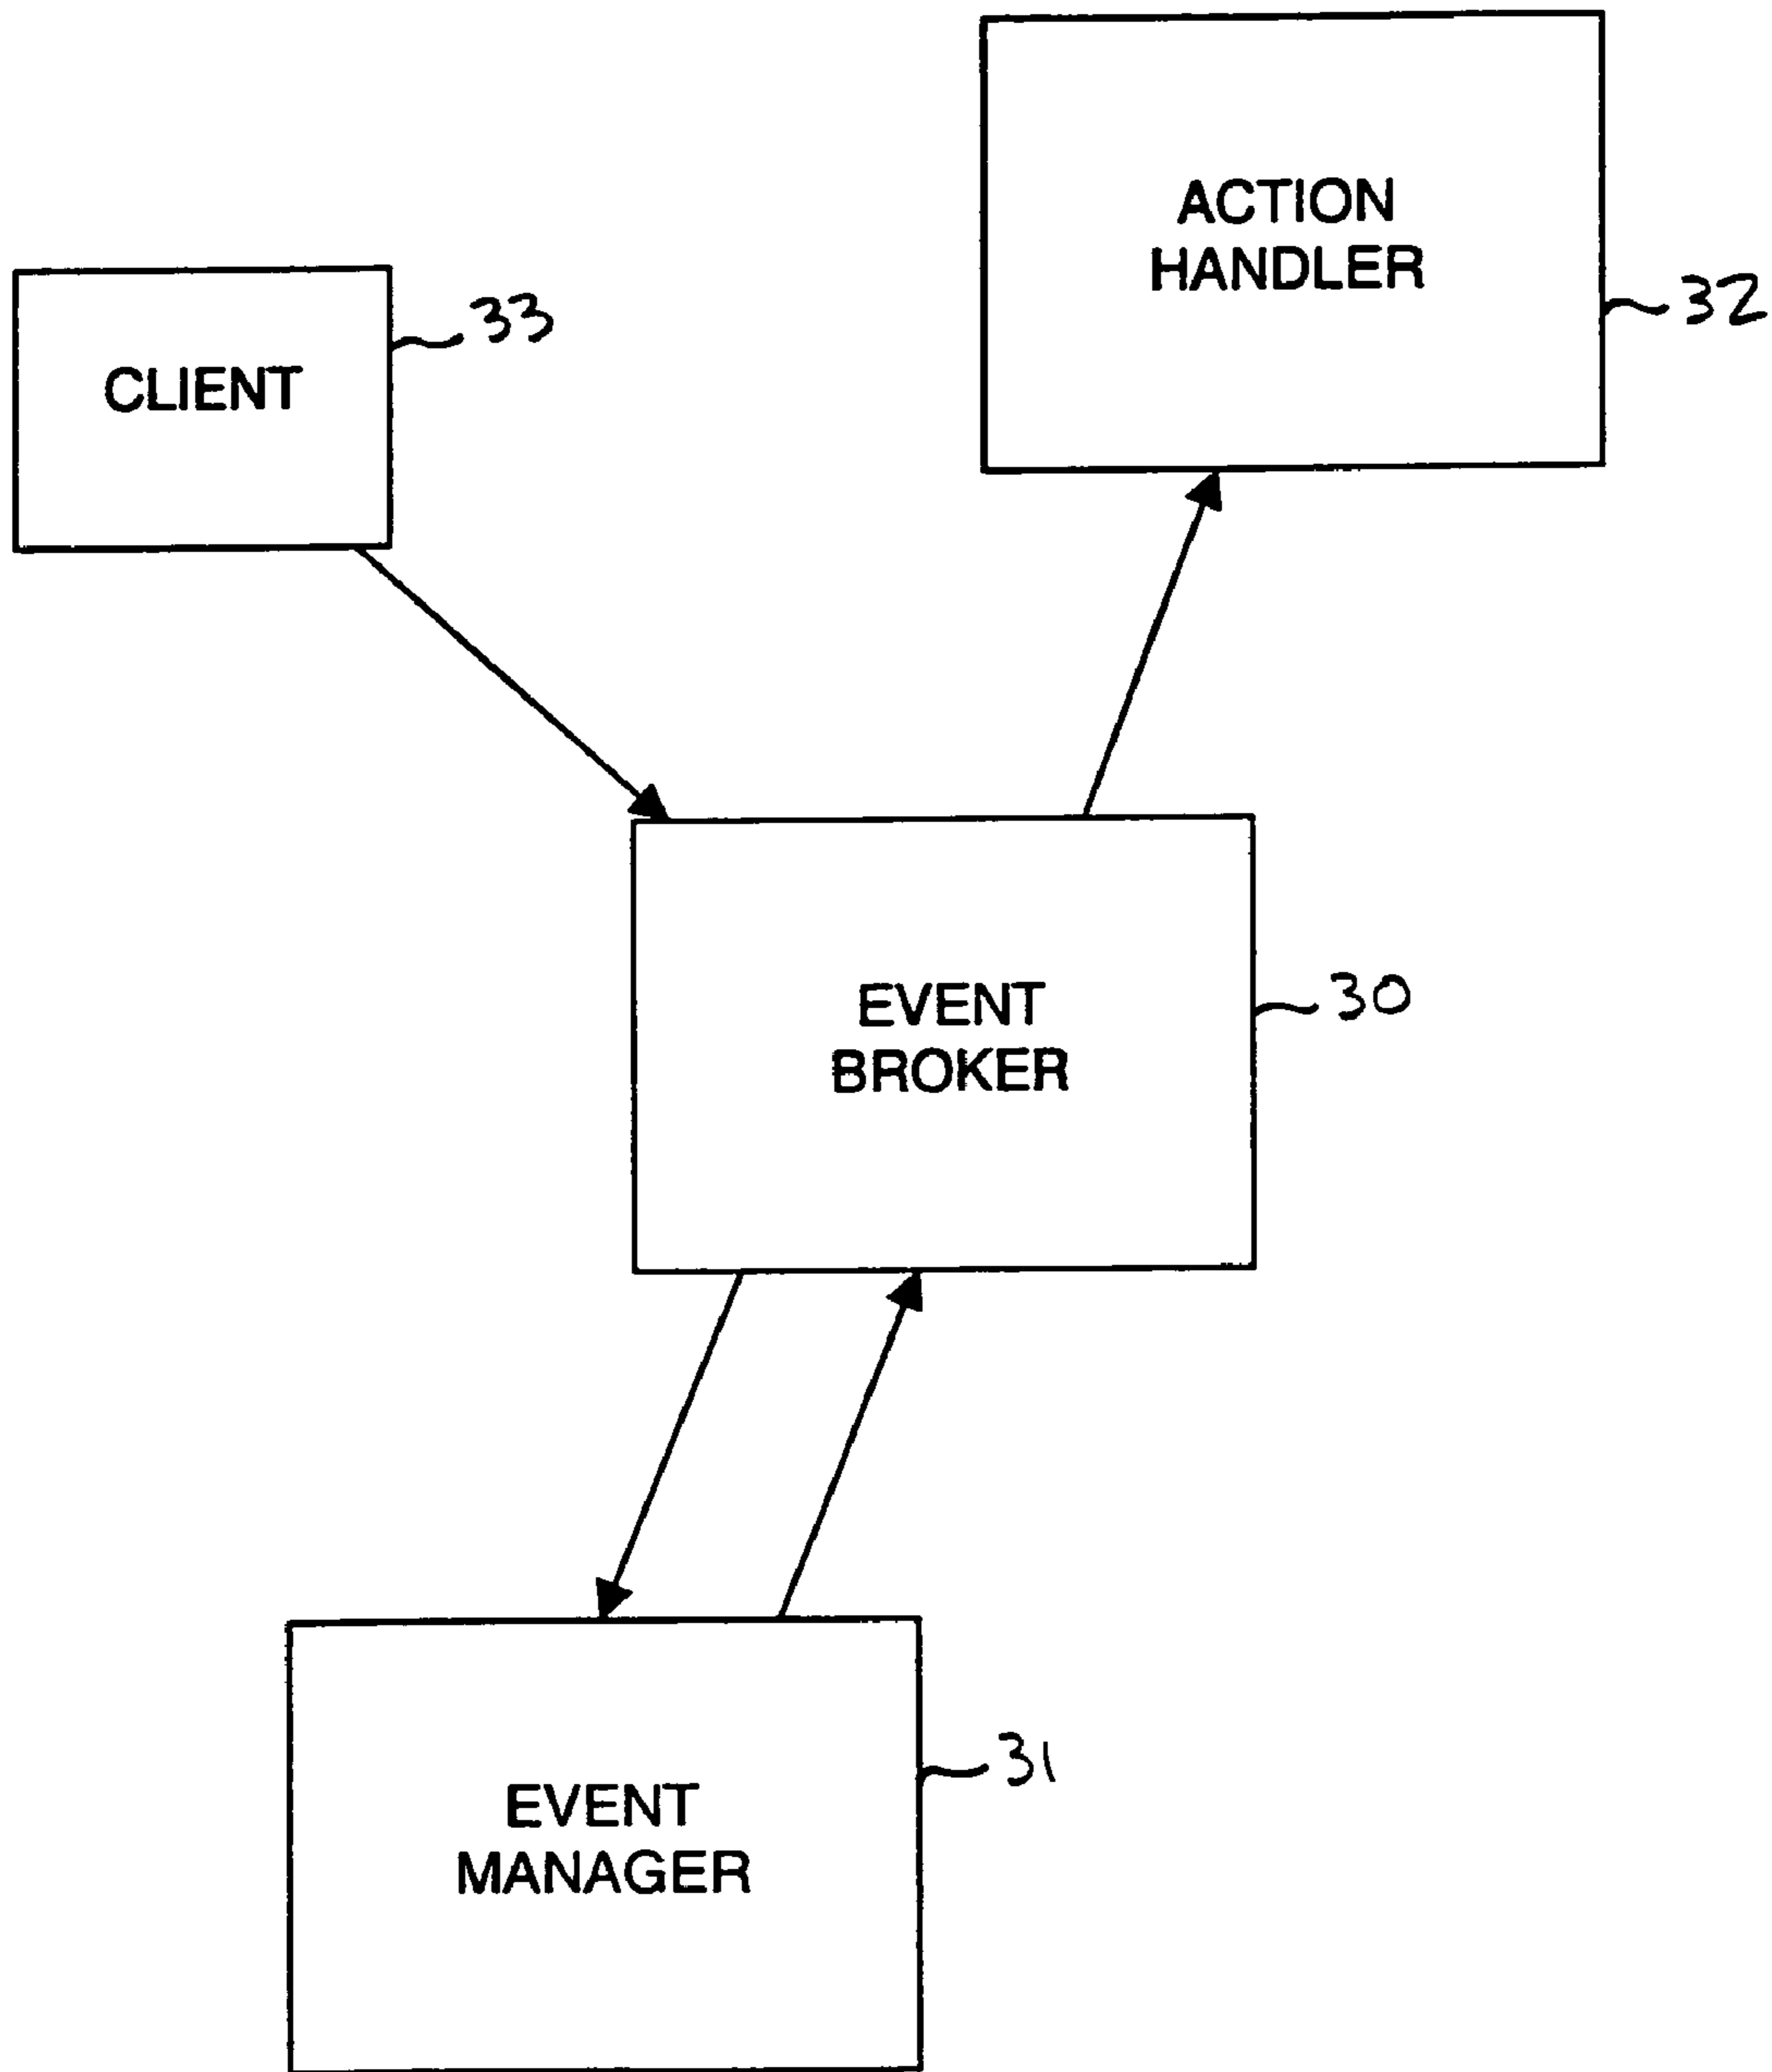 ACTION
HANDLER
32
CLIENT
33
EVENT
BROKER
30
EVENT
MANAGER
31